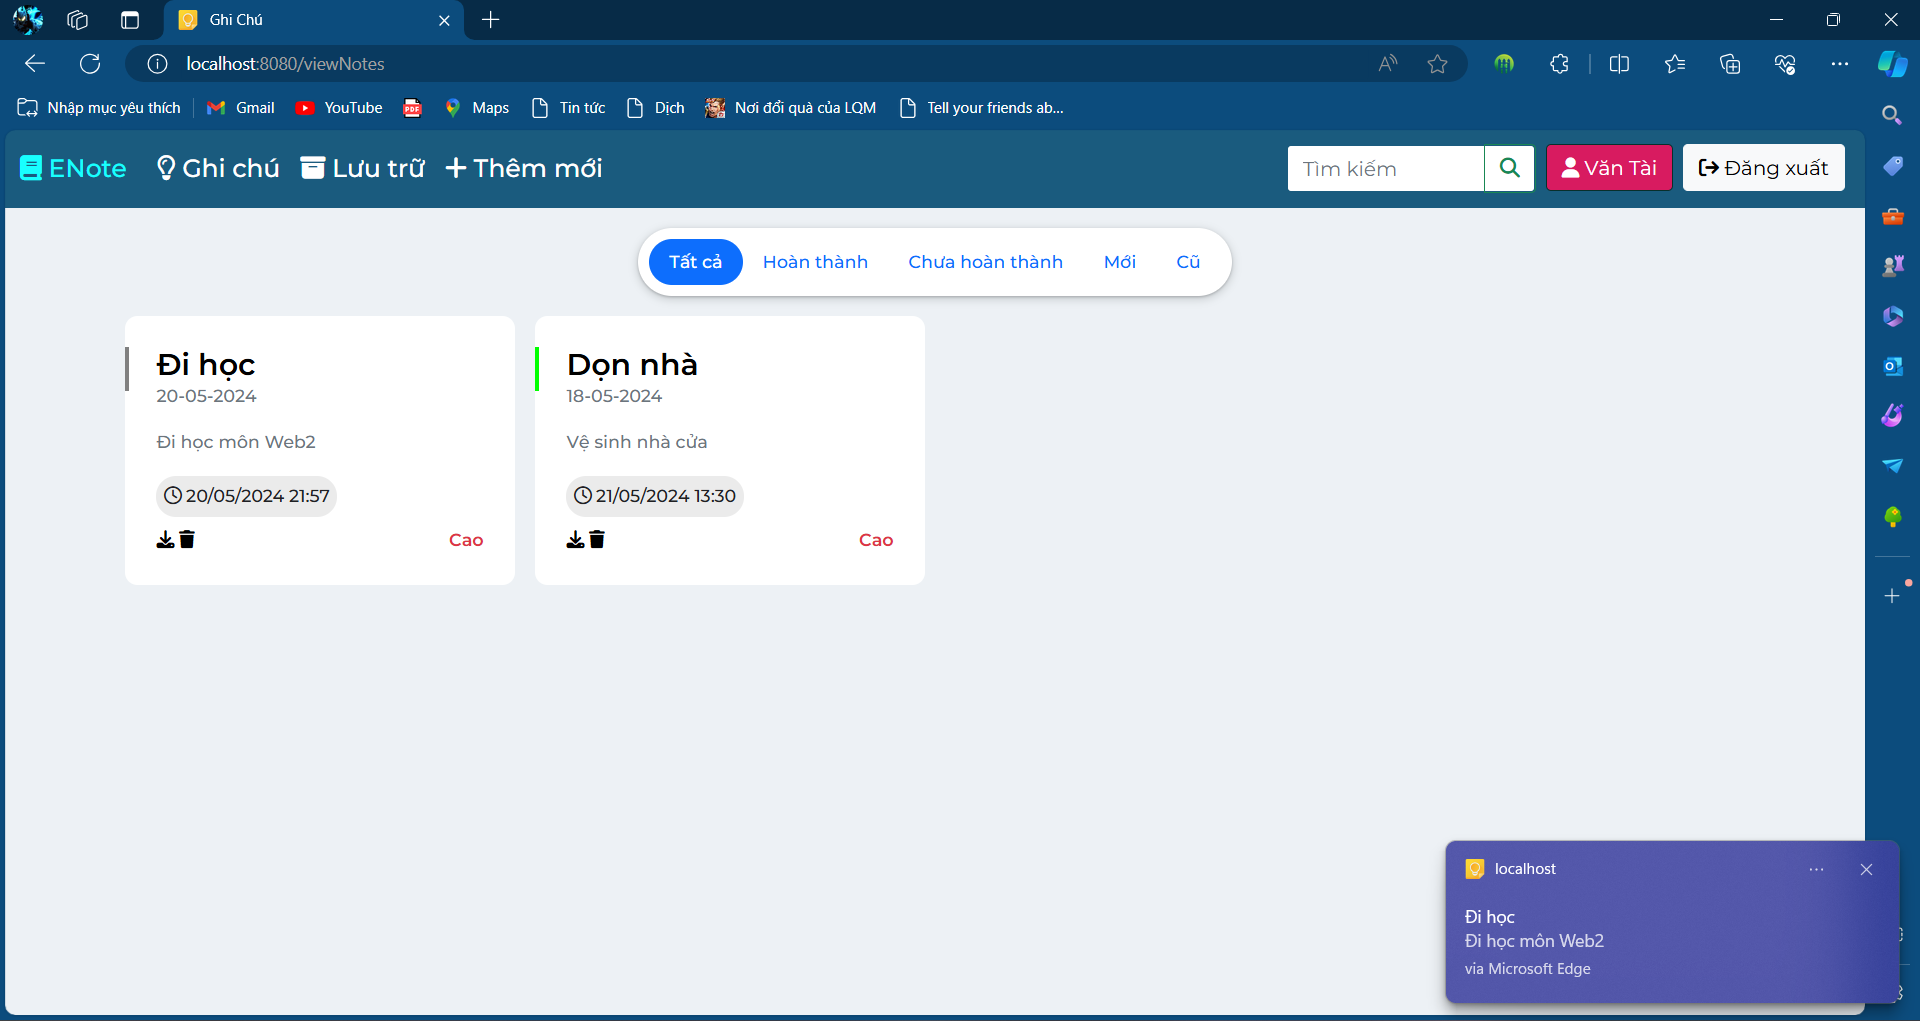 Ghi Chú
localhost:8080/viewNotes
Nhập mục yêu thích
Gmail
YouTube
PDF
Maps
Tin tức
Dịch
Nơi đổi quà của LQM
Tell your friends ab...
ENote
Ghi chú
Lưu trữ
Thêm mới
Tìm kiếm
Văn Tài
Đăng xuất
Tất cả
Hoàn thành
Chưa hoàn thành
Mới
Cũ
Đi học
20-05-2024
Đi học môn Web2
20/05/2024 21:57
Cao
Dọn nhà
18-05-2024
Vệ sinh nhà cửa
21/05/2024 13:30
Cao
localhost
Đi học
Đi học môn Web2
via Microsoft Edge